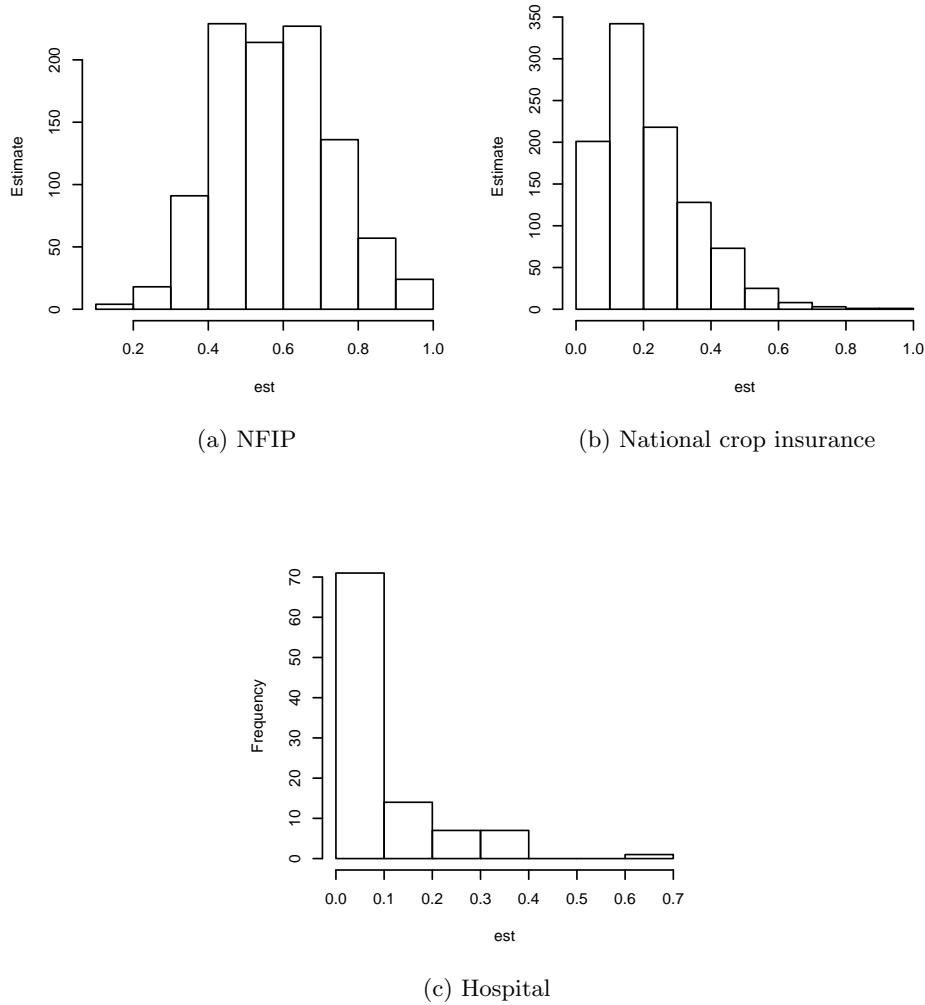 200
150
100
50
0
Estimate
0.2 0.4 0.6 0.8 1.0
est
(a) NFIP
350
300
250
200
150
100
50
0
Estimate
0.0 0.2 0.4 0.6 0.8 1.0
est
(b) National crop insurance
70
60
50
40
30
20
10
0
Frequency
0.0 0.1 0.2 0.3 0.4 0.5 0.6 0.7
est
(c) Hospital